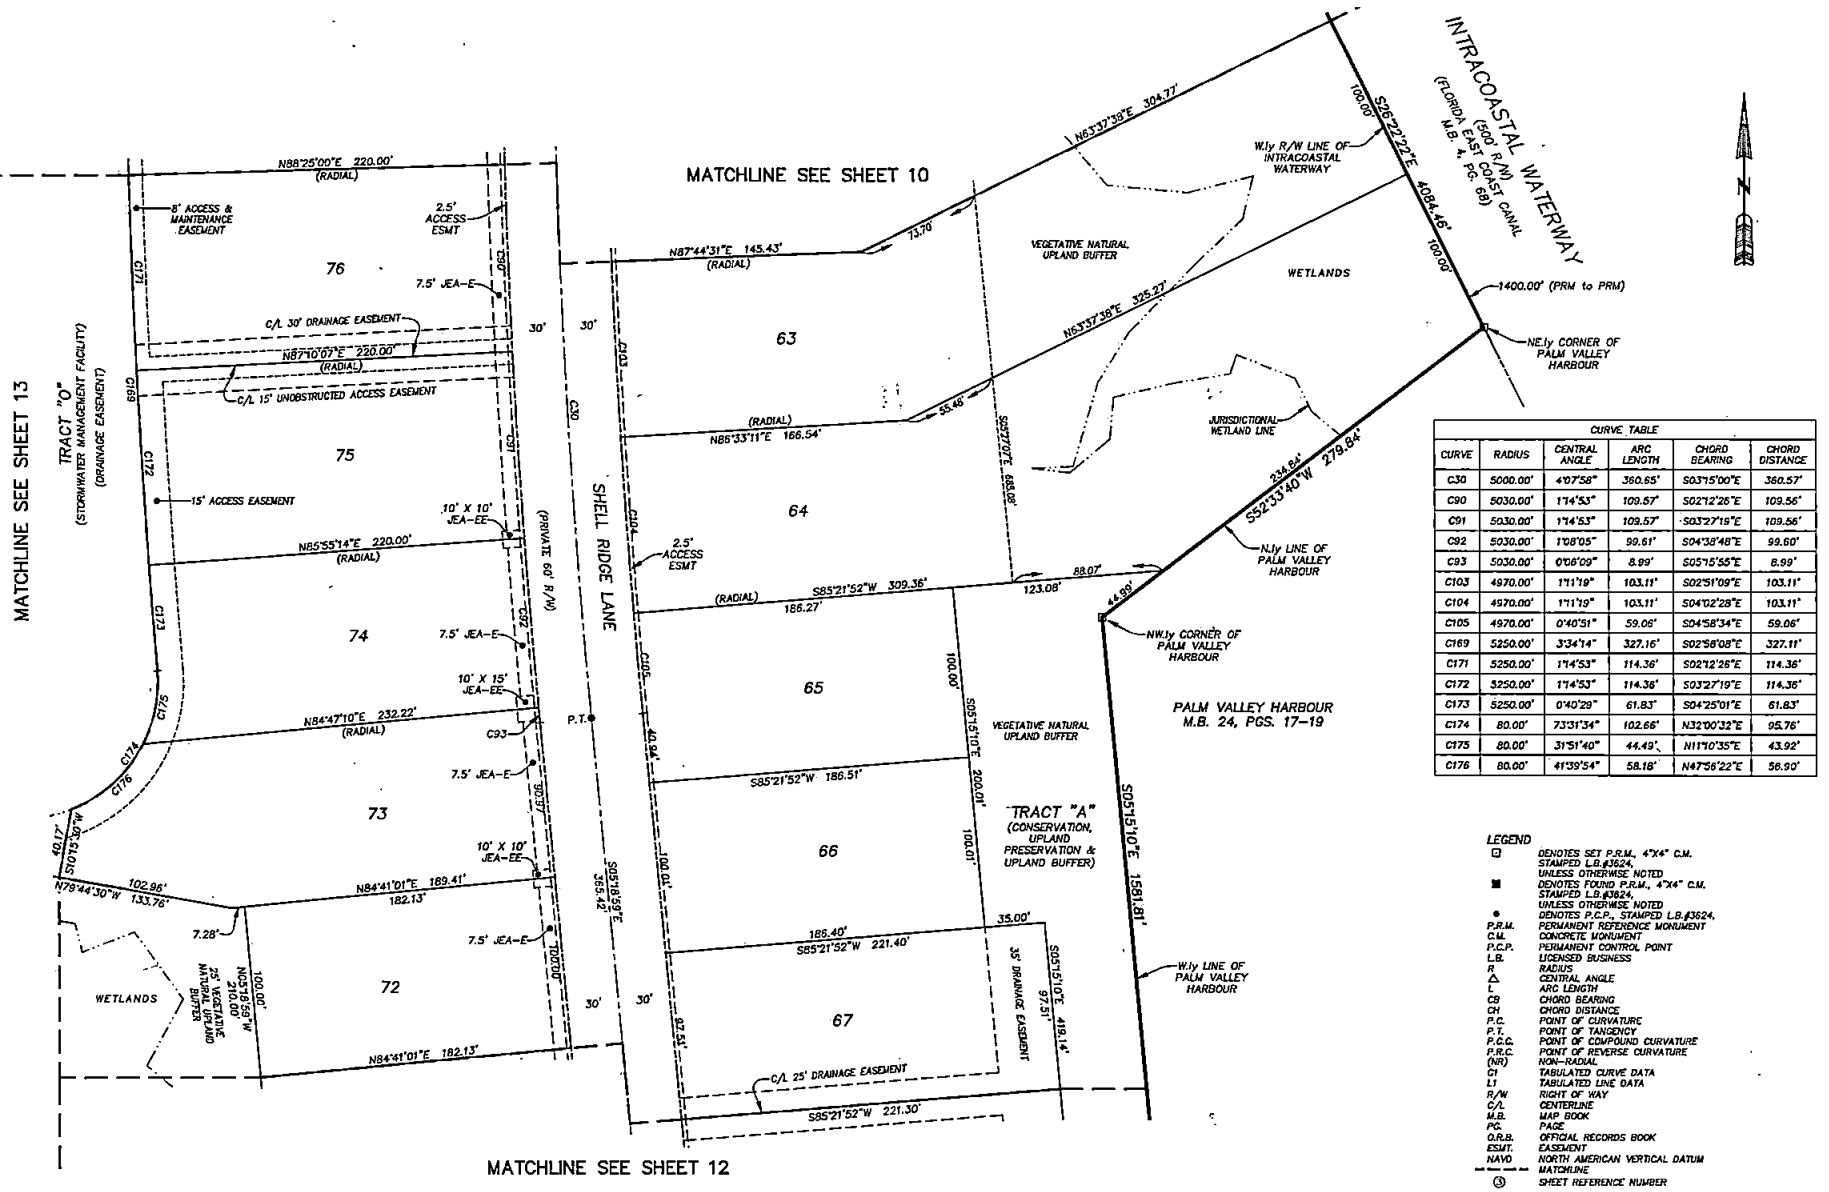 MATCHLINE SEE SHEET 13
TRACT "O"
(STORMWATER MANAGEMENT FACILITY)
(DRAINAGE EASEMENT)
N88°25'00"E 220.00'
(RADIAL)
8' ACCESS &
MAINTENANCE
EASEMENT
2.5'
ACCESS
ESMT
C171
76
C90
7.5' JEA-E
C/L 30' DRAINAGE EASEMENT
N87°10'07"E 220.00'
(RADIAL)
C169
C/L 15' UNOBSTRUCTED ACCESS EASEMENT
C91
75
C172
15' ACCESS EASEMENT
10' X 10'
JEA-EE
N85°55'14"E 220.00'
(RADIAL)
C173
74
C92
7.5' JEA-E
10' X 15'
JEA-EE
C175
N84°47'10"E 232.22'
(RADIAL)
C93
C174
C176
7.5' JEA-E
90.97'
73
40.17'
S10°15'30"W
10' X 10'
JEA-EE
102.96'
N79°44'30"W 133.76'
N84°41'01"E 189.41'
182.13'
7.28'
7.5' JEA-E
100.00'
WETLANDS
100.00'
N05°18'59"W
210.00'
25' VEGETATIVE
NATURAL UPLAND
BUFFER
72
N84°41'01"E 182.13'
30'
30'
C30
(PRIVATE 60' R/W)
SHELL RIDGE LANE
P.T.
S05°18'59"E
365.42'
30'
30'
MATCHLINE SEE SHEET 12
MATCHLINE SEE SHEET 10
N87°44'31"E 145.43'
(RADIAL)
73.70'
N63°37'38"E 304.77'
C103
63
VEGETATIVE NATURAL
UPLAND BUFFER
WETLANDS
N63°37'38"E 325.27'
(RADIAL)
N86°33'11"E 166.54'
55.48'
C104
64
S05°27'07"E 685.08'
JURISDICTIONAL
WETLAND LINE
2.5'
ACCESS
ESMT
(RADIAL)
S85°21'52"W 309.36'
186.27'
123.08'
88.07'
44.99'
C105
65
100.00'
S05°15'10"E
200.01'
100.01'
40.94'
S85°21'52"W 186.51'
66
100.01'
VEGETATIVE NATURAL
UPLAND BUFFER
TRACT "A"
(CONSERVATION,
UPLAND
PRESERVATION &
UPLAND BUFFER)
186.40'
S85°21'52"W 221.40'
35.00'
67
97.53'
35' DRAINAGE EASEMENT
S05°15'10"E 419.14'
97.51'
C/L 25' DRAINAGE EASEMENT
S85°21'52"W 221.30'
INTRACOASTAL WATERWAY
(500' R/W)
(FLORIDA EAST COAST CANAL
M.B. 4, PG. 68)
100.00'
S26°22'22"E 4084.46'
100.00'
W.ly R/W LINE OF
INTRACOASTAL
WATERWAY
1400.00' (PRM to PRM)
NE.ly CORNER OF
PALM VALLEY
HARBOUR
234.84'
S52°33'40"W 279.84'
N.ly LINE OF
PALM VALLEY
HARBOUR
NW.ly CORNER OF
PALM VALLEY
HARBOUR
PALM VALLEY HARBOUR
M.B. 24, PGS. 17-19
S05°15'10"E 1581.81'
W.ly LINE OF
PALM VALLEY
HARBOUR
N
CURVE TABLE
CURVE RADIUS CENTRAL ANGLE ARC LENGTH CHORD BEARING CHORD DISTANCE
C30 5000.00' 4°07'58" 360.65' S03°15'00"E 360.57'
C90 5030.00' 1°14'53" 109.57' S02°12'26"E 109.56'
C91 5030.00' 1°14'53" 109.57' S03°27'19"E 109.56'
C92 5030.00' 1°08'05" 99.61' S04°38'48"E 99.60'
C93 5030.00' 0°06'09" 8.99' S05°15'55"E 8.99'
C103 4970.00' 1°11'19" 103.11' S02°51'09"E 103.11'
C104 4970.00' 1°11'19" 103.11' S04°02'28"E 103.11'
C105 4970.00' 0°40'51" 59.06' S04°58'34"E 59.06'
C169 5250.00' 3°34'14" 327.16' S02°58'08"E 327.11'
C171 5250.00' 1°14'53" 114.36' S02°12'26"E 114.36'
C172 5250.00' 1°14'53" 114.36' S03°27'19"E 114.36'
C173 5250.00' 0°40'29" 61.83' S04°25'01"E 61.83'
C174 80.00' 73°31'34" 102.66' N32°00'32"E 95.76'
C175 80.00' 31°51'40" 44.49' N11°10'35"E 43.92'
C176 80.00' 41°39'54" 58.18' N47°56'22"E 56.90'
LEGEND
DENOTES SET P.R.M., 4"X4" C.M.
STAMPED L.B.#3624,
UNLESS OTHERWISE NOTED
DENOTES FOUND P.R.M., 4"X4" C.M.
STAMPED L.B.#3624,
UNLESS OTHERWISE NOTED
DENOTES P.C.P., STAMPED L.B.#3624,
P.R.M. PERMANENT REFERENCE MONUMENT
C.M. CONCRETE MONUMENT
P.C.P. PERMANENT CONTROL POINT
L.B. LICENSED BUSINESS
R RADIUS
Δ CENTRAL ANGLE
L ARC LENGTH
CB CHORD BEARING
CH CHORD DISTANCE
P.C. POINT OF CURVATURE
P.T. POINT OF TANGENCY
P.C.C. POINT OF COMPOUND CURVATURE
P.R.C. POINT OF REVERSE CURVATURE
(NR) NON-RADIAL
C1 TABULATED CURVE DATA
L1 TABULATED LINE DATA
R/W RIGHT OF WAY
C/L CENTERLINE
M.B. MAP BOOK
PG. PAGE
O.R.B. OFFICIAL RECORDS BOOK
ESMT. EASEMENT
NAVD NORTH AMERICAN VERTICAL DATUM
MATCHLINE
③ SHEET REFERENCE NUMBER